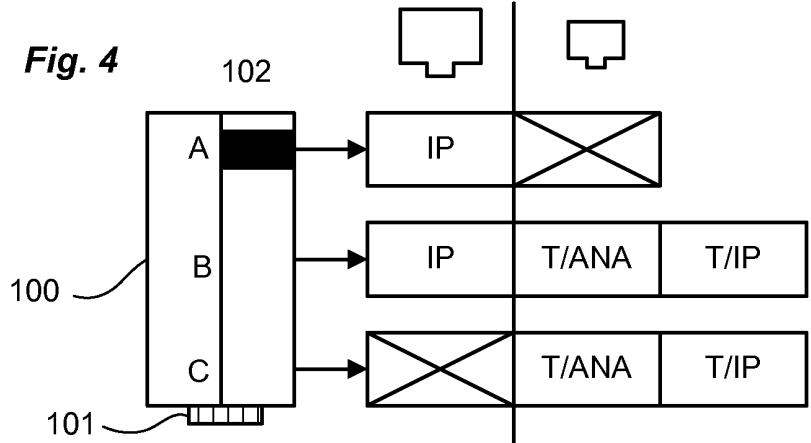 Fig. 4
102
A
IP
B
IP T/ANA T/IP
100
C
T/ANA T/IP
101